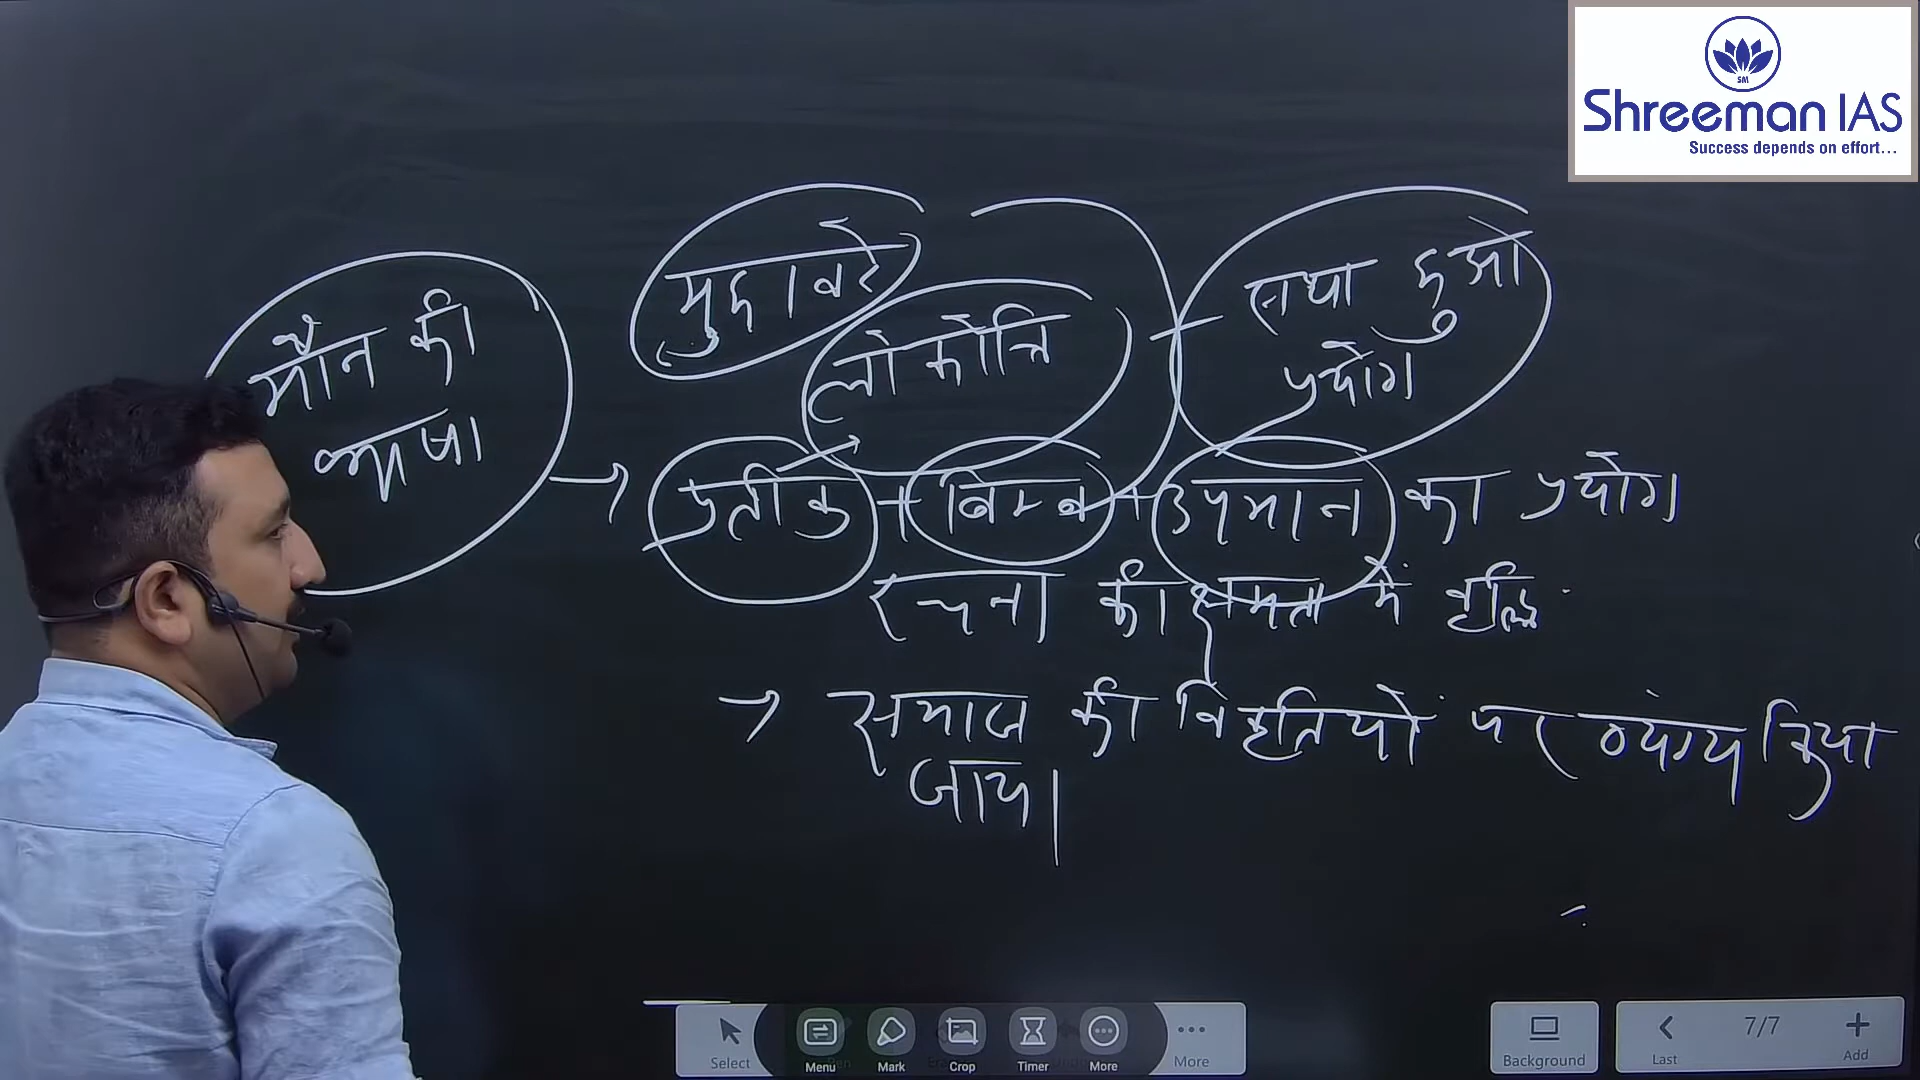 SM
Shreeman IAS
Success depends on effort...
मौन की
भाषा
मुहावरे
लोकोक्ति
सधा हुआ
प्रयोग
→ प्रतीक + बिम्ब + उपमान का प्रयोग
रचना की क्षमता में वृद्धि
→ समाज की विकृतियों पर व्यंग्य किया
जाय।
Select
Menu
Mark
Crop
Timer
More
More
Background
Last
7/7
Add